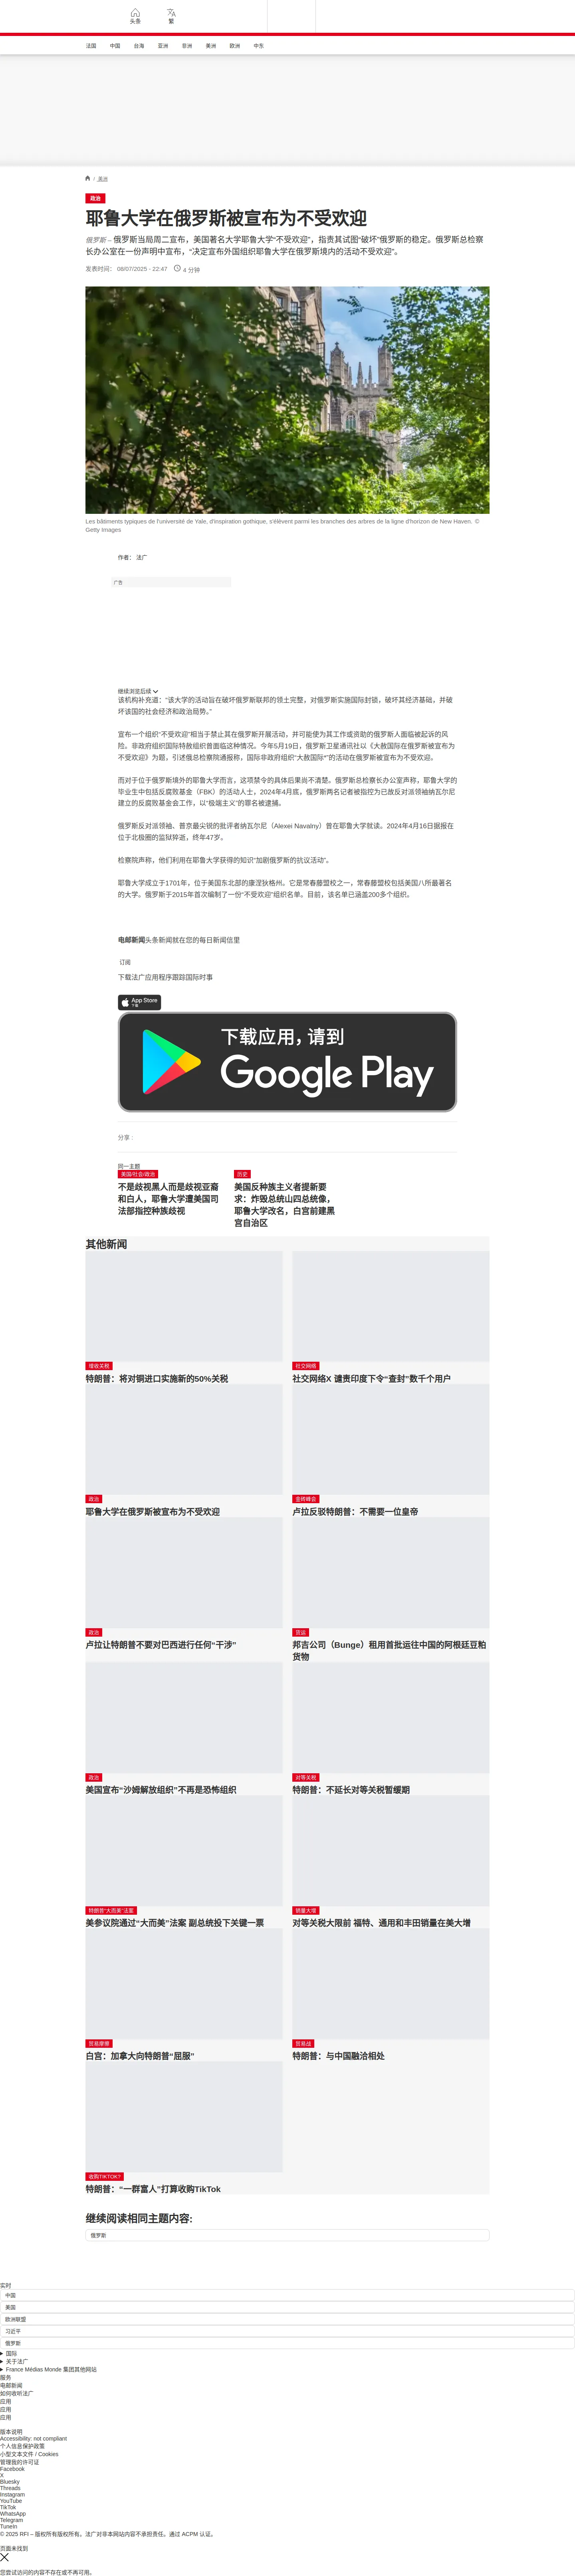 头条
繁
法国 中国 台海 亚洲 非洲 美洲 欧洲 中东
/ 美洲
政治
耶鲁大学在俄罗斯被宣布为不受欢迎
俄罗斯 – 俄罗斯当局周二宣布，美国著名大学耶鲁大学“不受欢迎”，指责其试图“破坏”俄罗斯的稳定。俄罗斯总检察
长办公室在一份声明中宣布，“决定宣布外国组织耶鲁大学在俄罗斯境内的活动不受欢迎”。
发表时间： 08/07/2025 - 22:47 4 分钟
Les bâtiments typiques de l'université de Yale, d'inspiration gothique, s'élèvent parmi les branches des arbres de la ligne d'horizon de New Haven. ©
Getty Images
作者： 法广
广告
继续浏览后续
该机构补充道：“该大学的活动旨在破坏俄罗斯联邦的领土完整，对俄罗斯实施国际封锁，破坏其经济基础，并破
坏该国的社会经济和政治局势。”
宣布一个组织“不受欢迎”相当于禁止其在俄罗斯开展活动，并可能使为其工作或资助的俄罗斯人面临被起诉的风
险。非政府组织国际特赦组织曾面临这种情况。今年5月19日，俄罗斯卫星通讯社以《大赦国际在俄罗斯被宣布为
不受欢迎》为题，引述俄总检察院通报称，国际非政府组织“大赦国际*”的活动在俄罗斯被宣布为不受欢迎。
而对于位于俄罗斯境外的耶鲁大学而言，这项禁令的具体后果尚不清楚。俄罗斯总检察长办公室声称，耶鲁大学的
毕业生中包括反腐败基金（FBK）的活动人士，2024年4月底，俄罗斯两名记者被指控为已故反对派领袖纳瓦尔尼
建立的反腐败基金会工作，以“极端主义”的罪名被逮捕。
俄罗斯反对派领袖、普京最尖锐的批评者纳瓦尔尼（Alexei Navalny）曾在耶鲁大学就读。2024年4月16日据报在
位于北极圈的监狱猝逝，终年47岁。
检察院声称，他们利用在耶鲁大学获得的知识“加剧俄罗斯的抗议活动”。
耶鲁大学成立于1701年，位于美国东北部的康涅狄格州。它是常春藤盟校之一，常春藤盟校包括美国八所最著名
的大学。俄罗斯于2015年首次编制了一份“不受欢迎”组织名单。目前，该名单已涵盖200多个组织。
电邮新闻头条新闻就在您的每日新闻信里
订阅
下载法广应用程序跟踪国际时事
App Store
下载
下载应用，请到
Google Play
分享 :
同一主题
美国/社会/政治
不是歧视黑人而是歧视亚裔
和白人，耶鲁大学遭美国司
法部指控种族歧视
历史
美国反种族主义者提新要
求：炸毁总统山四总统像，
耶鲁大学改名，白宫前建黑
宫自治区
其他新闻
增收关税
特朗普：将对铜进口实施新的50%关税
社交网络
社交网络X 谴责印度下令“查封”数千个用户
政治
耶鲁大学在俄罗斯被宣布为不受欢迎
金砖峰会
卢拉反驳特朗普：不需要一位皇帝
政治
卢拉让特朗普不要对巴西进行任何“干涉”
货运
邦吉公司（Bunge）租用首批运往中国的阿根廷豆粕
货物
政治
美国宣布“沙姆解放组织”不再是恐怖组织
对等关税
特朗普：不延长对等关税暂缓期
特朗普“大而美”法案
美参议院通过“大而美”法案 副总统投下关键一票
销量大增
对等关税大限前 福特、通用和丰田销量在美大增
贸易摩擦
白宫：加拿大向特朗普“屈服”
贸易战
特朗普：与中国融洽相处
收购TIKTOK?
特朗普：“一群富人”打算收购TikTok
继续阅读相同主题内容:
俄罗斯
实时
中国
美国
欧洲联盟
习近平
俄罗斯
国际
关于法广
France Médias Monde 集团其他网站
服务
电邮新闻
如何收听法广
应用
应用
应用
版本说明
Accessibility: not compliant
个人信息保护政策
小型文本文件 / Cookies
管理我的许可证
Facebook
X
Bluesky
Threads
Instagram
YouTube
TikTok
WhatsApp
Telegram
TuneIn
© 2025 RFI – 版权所有版权所有。法广对非本网站内容不承担责任。通过 ACPM 认证。
页面未找到
您尝试访问的内容不存在或不再可用。